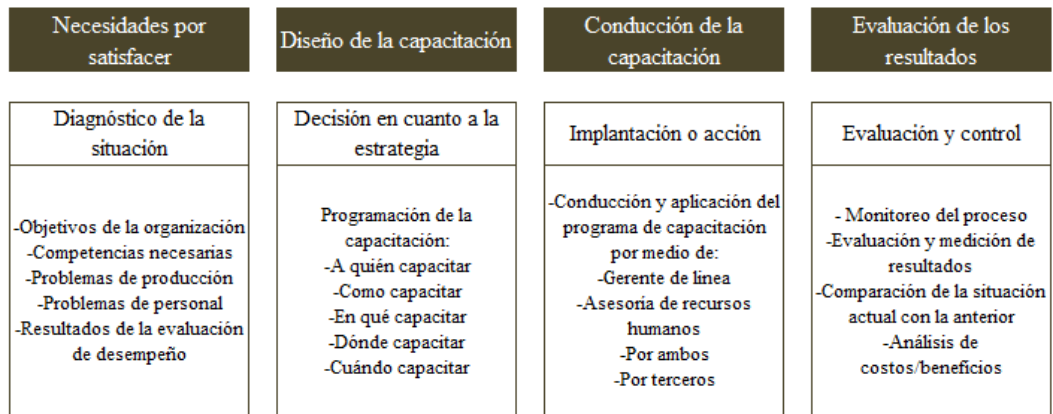 Necesidades por
satisfacer
Diagnóstico de la
situación
-Objetivos de la organización
-Competencias necesarias
-Problemas de producción
-Problemas de personal
-Resultados de la evaluación
de desempeño
Diseño de la capacitación
Decisión en cuanto a la
estrategia
Programación de la
capacitación:
-A quién capacitar
-Como capacitar
-En qué capacitar
-Dónde capacitar
-Cuándo capacitar
Conducción de la
capacitación
Implantación o acción
-Conducción y aplicación del
programa de capacitación
por medio de:
-Gerente de línea
-Asesoría de recursos
humanos
-Por ambos
-Por terceros
Evaluación de los
resultados
Evaluación y control
- Monitoreo del proceso
-Evaluación y medición de
resultados
-Comparación de la situación
actual con la anterior
-Análisis de
costos/beneficios